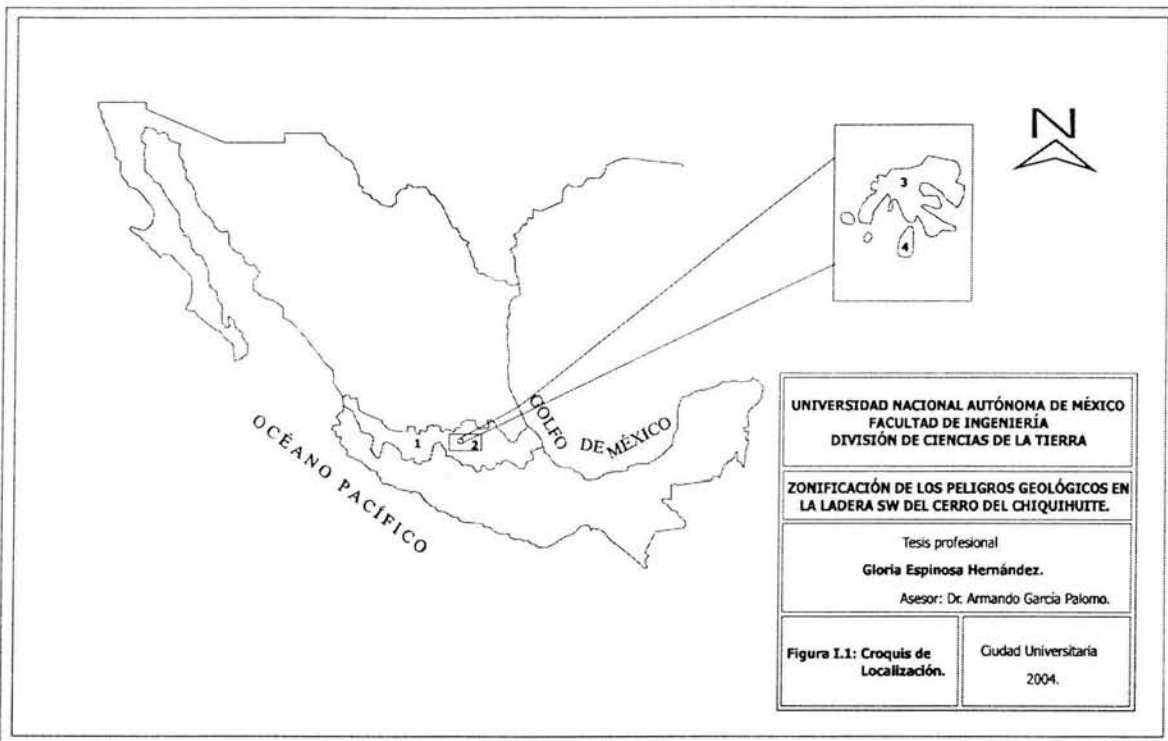 N
3
4
1
2
GOLFO DE MÉXICO
OCÉANO PACÍFICO
UNIVERSIDAD NACIONAL AUTÓNOMA DE MÉXICO
FACULTAD DE INGENIERÍA
DIVISIÓN DE CIENCIAS DE LA TIERRA
ZONIFICACIÓN DE LOS PELIGROS GEOLÓGICOS EN
LA LADERA SW DEL CERRO DEL CHIQUIHUITE.
Tesis profesional
Gloria Espinosa Hernández.
Asesor: Dr. Armando García Palomo.
Figura I.1: Croquis de
Localización.
Ciudad Universitaria
2004.